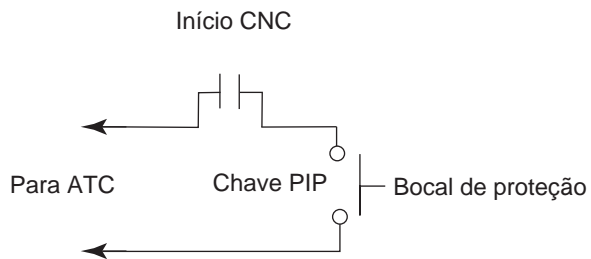 Início CNC
Para ATC
Chave PIP
Bocal de proteção